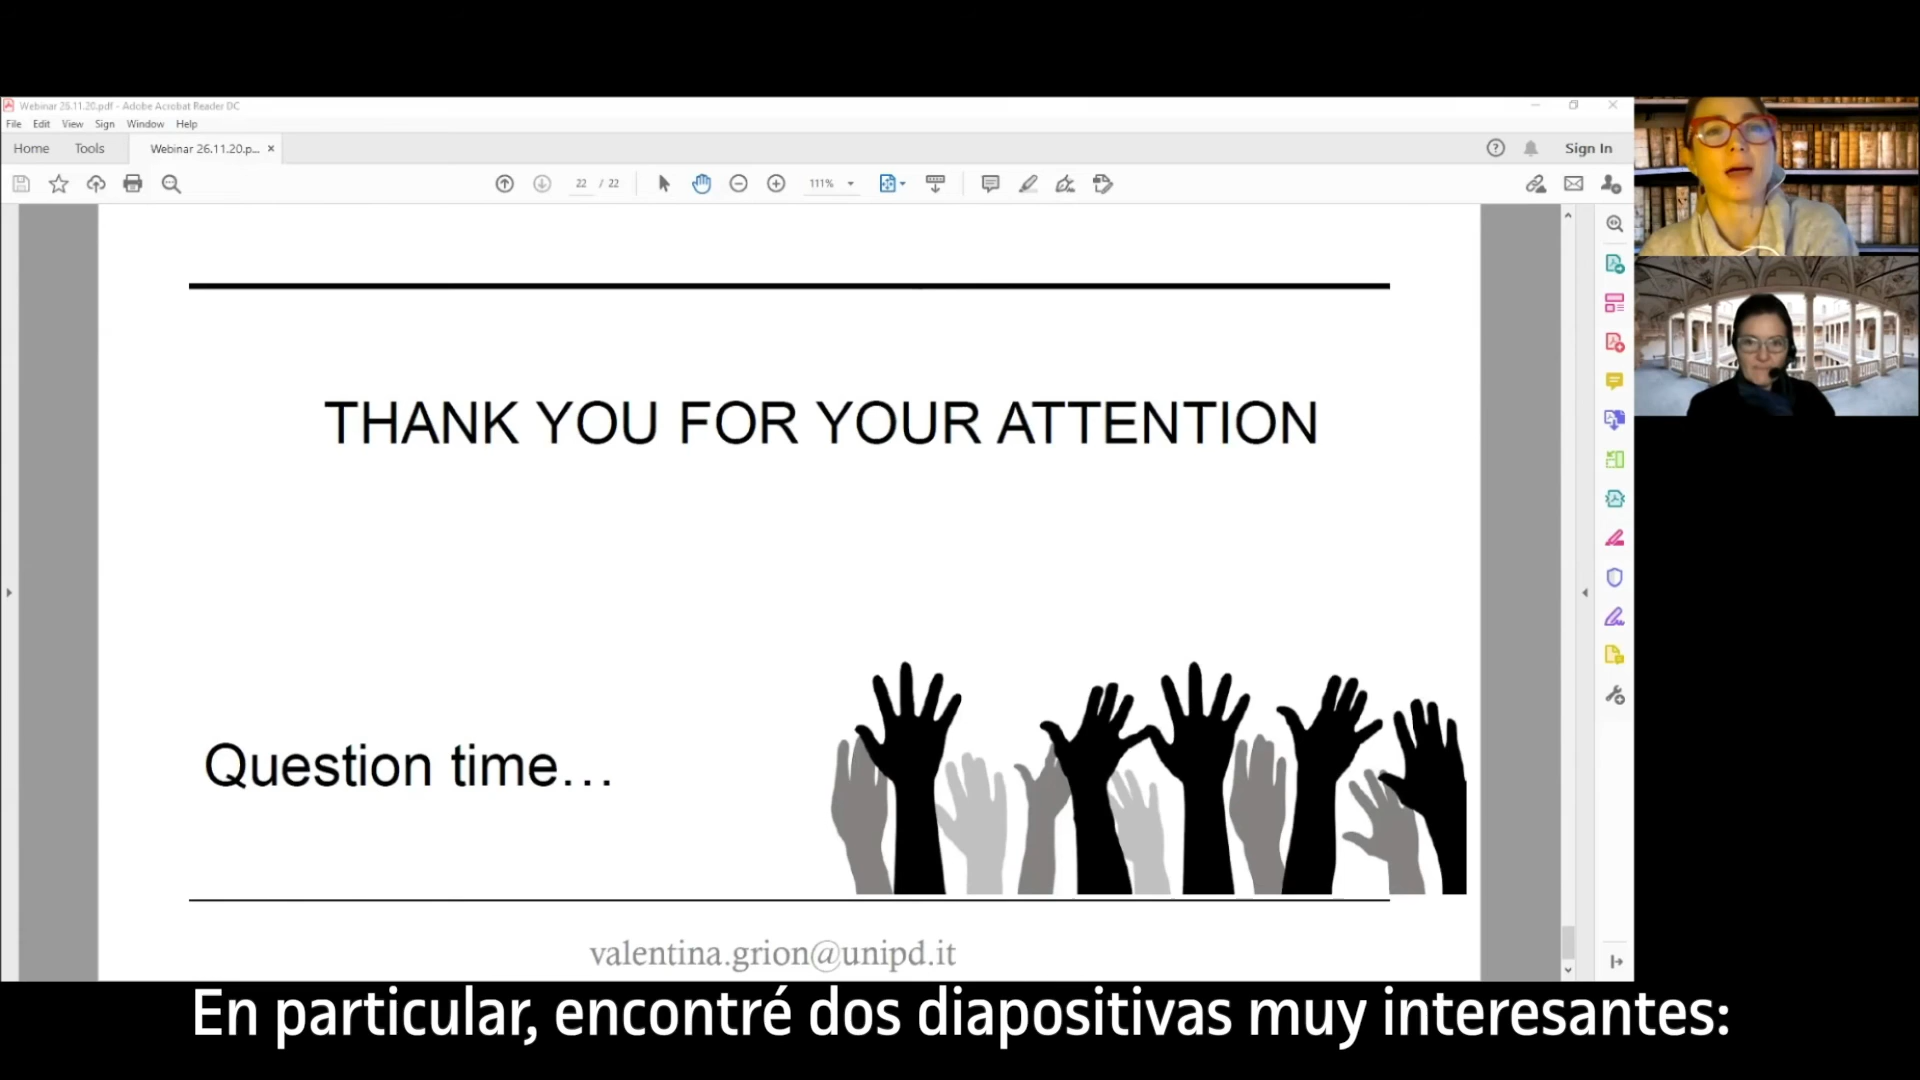 Webinar 26.11.20.pdf - Adobe Acrobat Reader DC
File Edit View Sign Window Help
Home Tools Webinar 26.11.20.p... × Sign In
22 / 22 111%
THANK YOU FOR YOUR ATTENTION
Question time…
valentina.grion@unipd.it
En particular, encontré dos diapositivas muy interesantes: